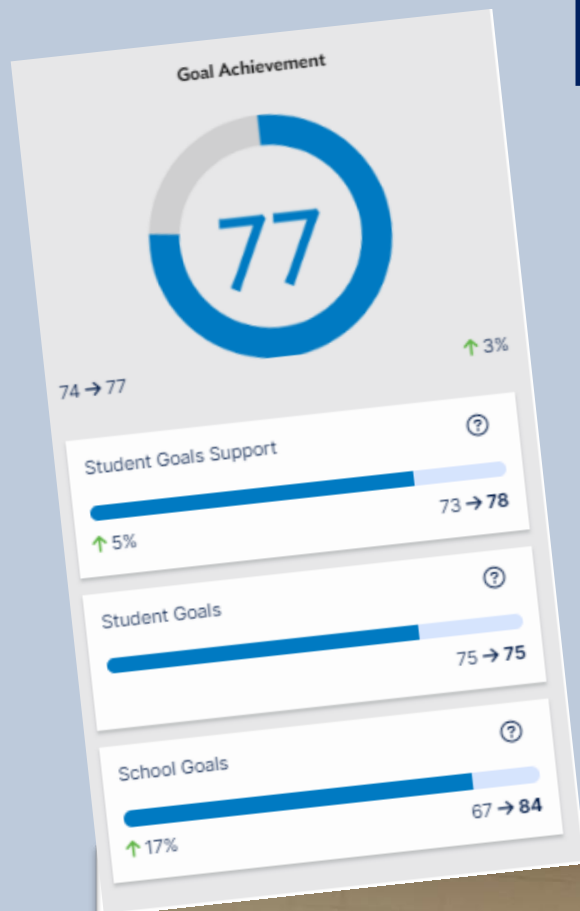 Goal Achievement
77
74 → 77
↑ 3%
Student Goals Support
?
73 → 78
↑ 5%
Student Goals
?
75 → 75
School Goals
?
67 → 84
↑ 17%